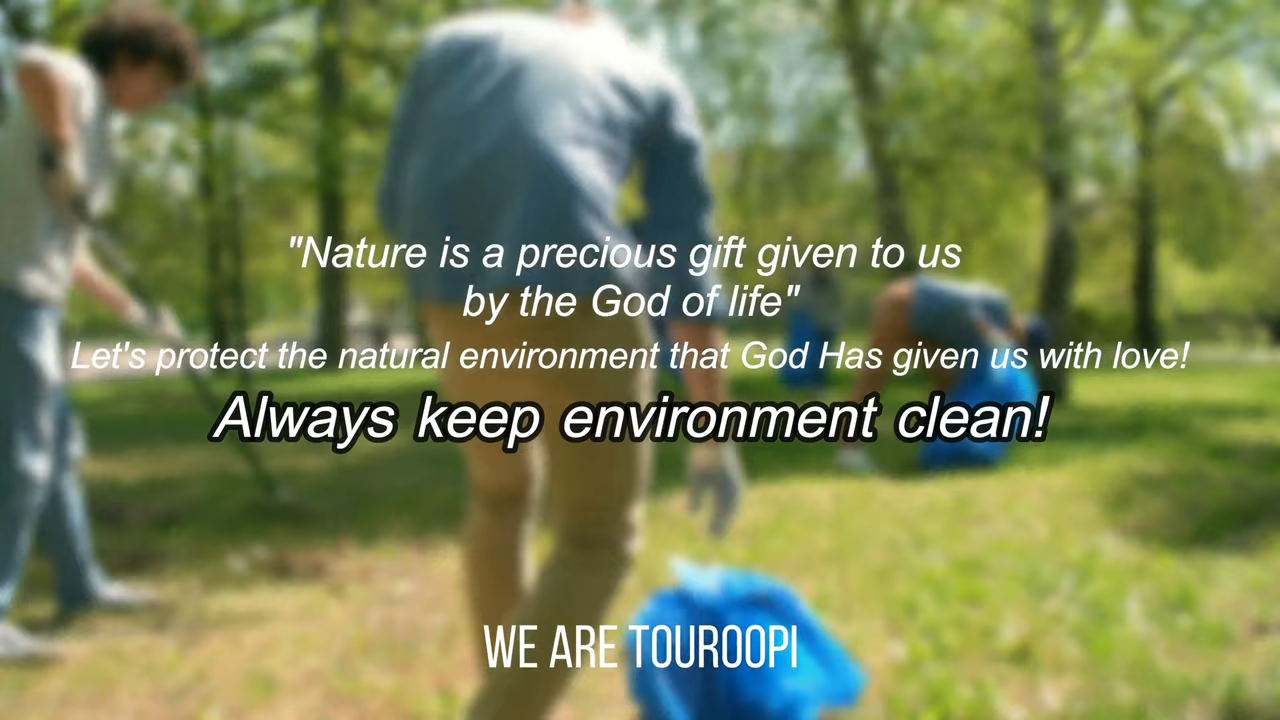 "Nature is a precious gift given to us
by the God of life"
Let's protect the natural environment that God Has given us with love!
Always keep environment clean!
WE ARE TOUROOPI